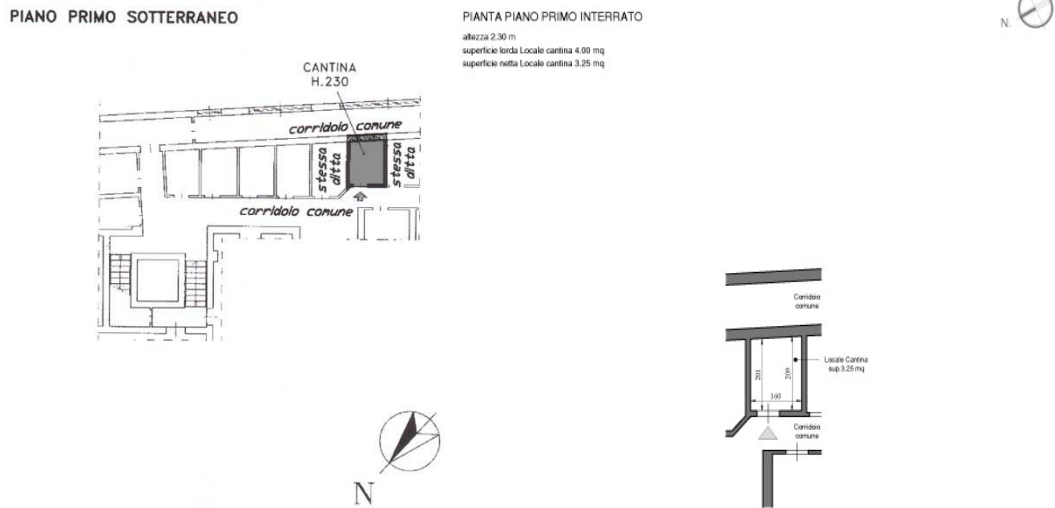 PIANO PRIMO SOTTERRANEO
CANTINA
H.230
corridoio comune
stessa
ditta
stessa
ditta
corridoio comune
N
PIANTA PIANO PRIMO INTERRATO
altezza 2.30 m
superficie lorda Locale cantina 4.00 mq
superficie netta Locale cantina 3.25 mq
N.
Corridoio
comune
Locale Cantina
sup.3.25 mq
201
209
160
Corridoio
comune